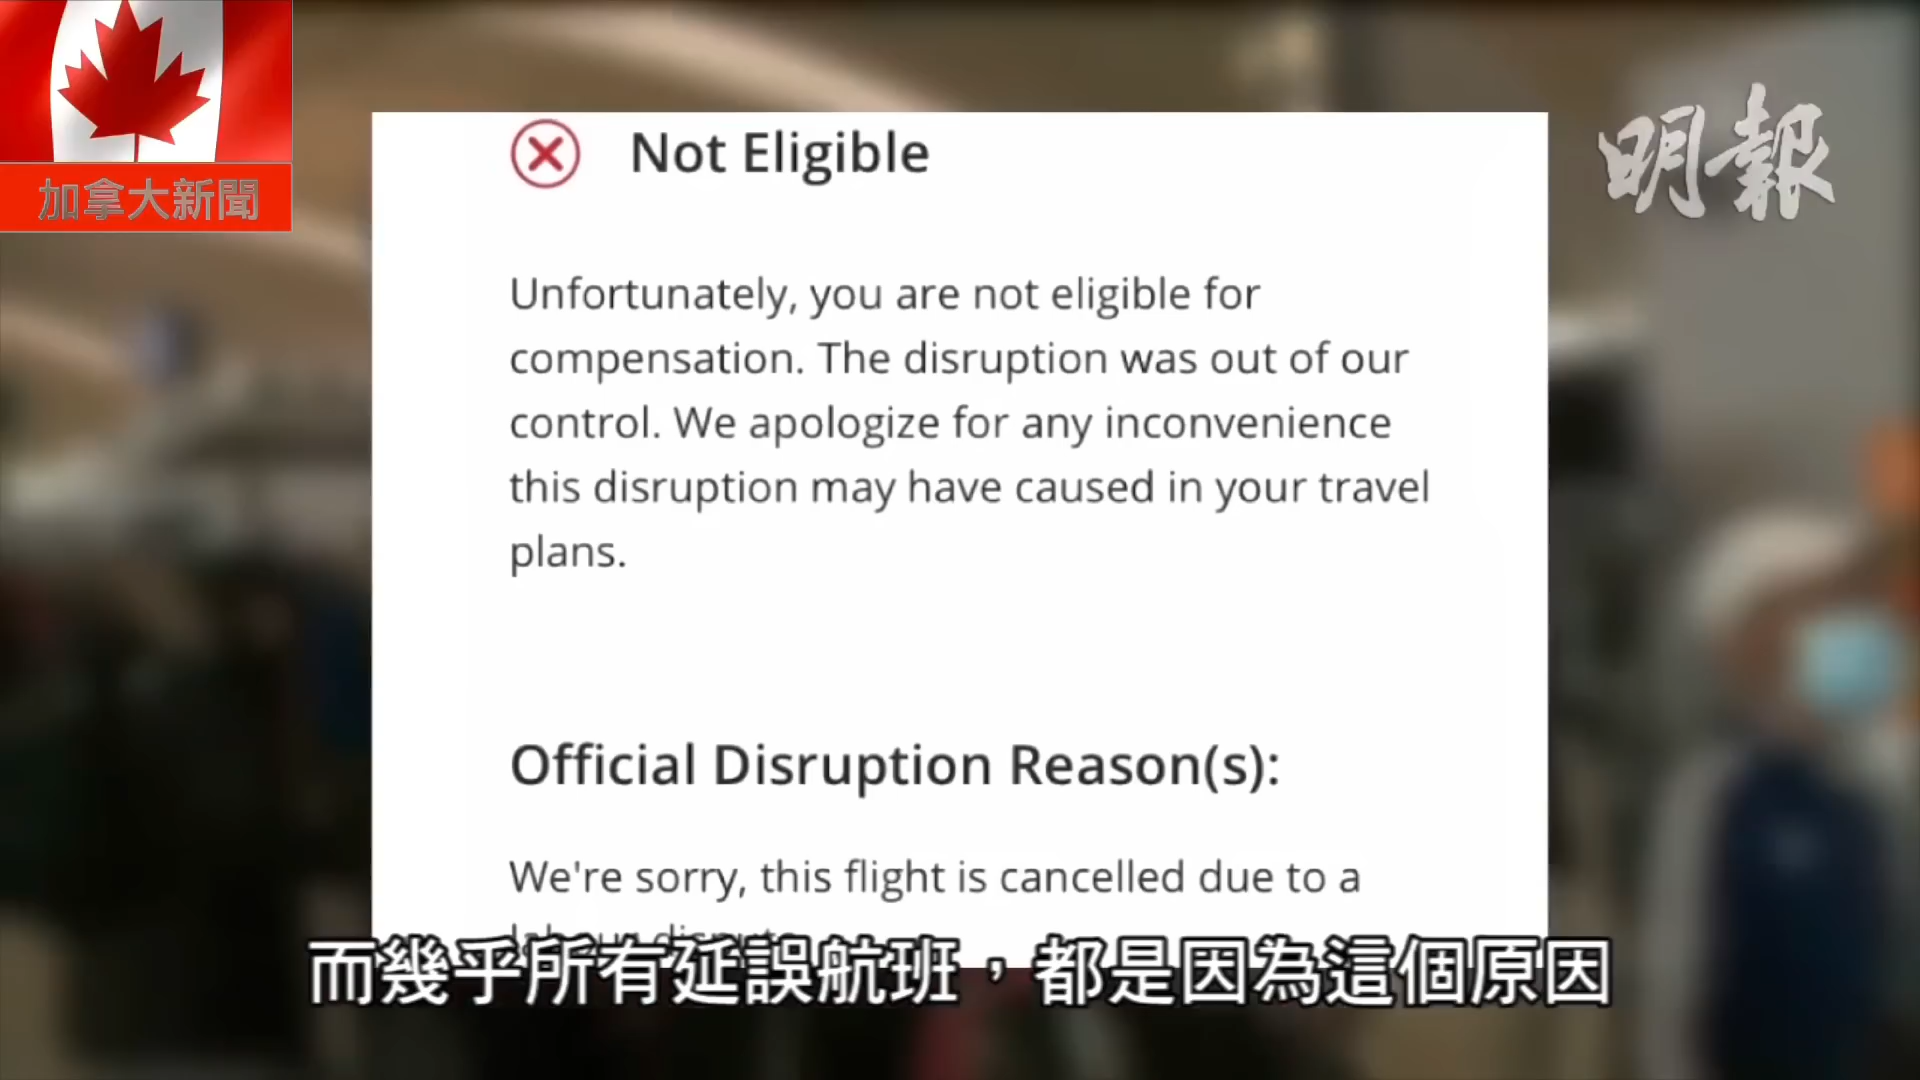 加拿大新聞
明報
Not Eligible
Unfortunately, you are not eligible for
compensation. The disruption was out of our
control. We apologize for any inconvenience
this disruption may have caused in your travel
plans.
Official Disruption Reason(s):
We're sorry, this flight is cancelled due to a
而幾乎所有延誤航班，都是因為這個原因